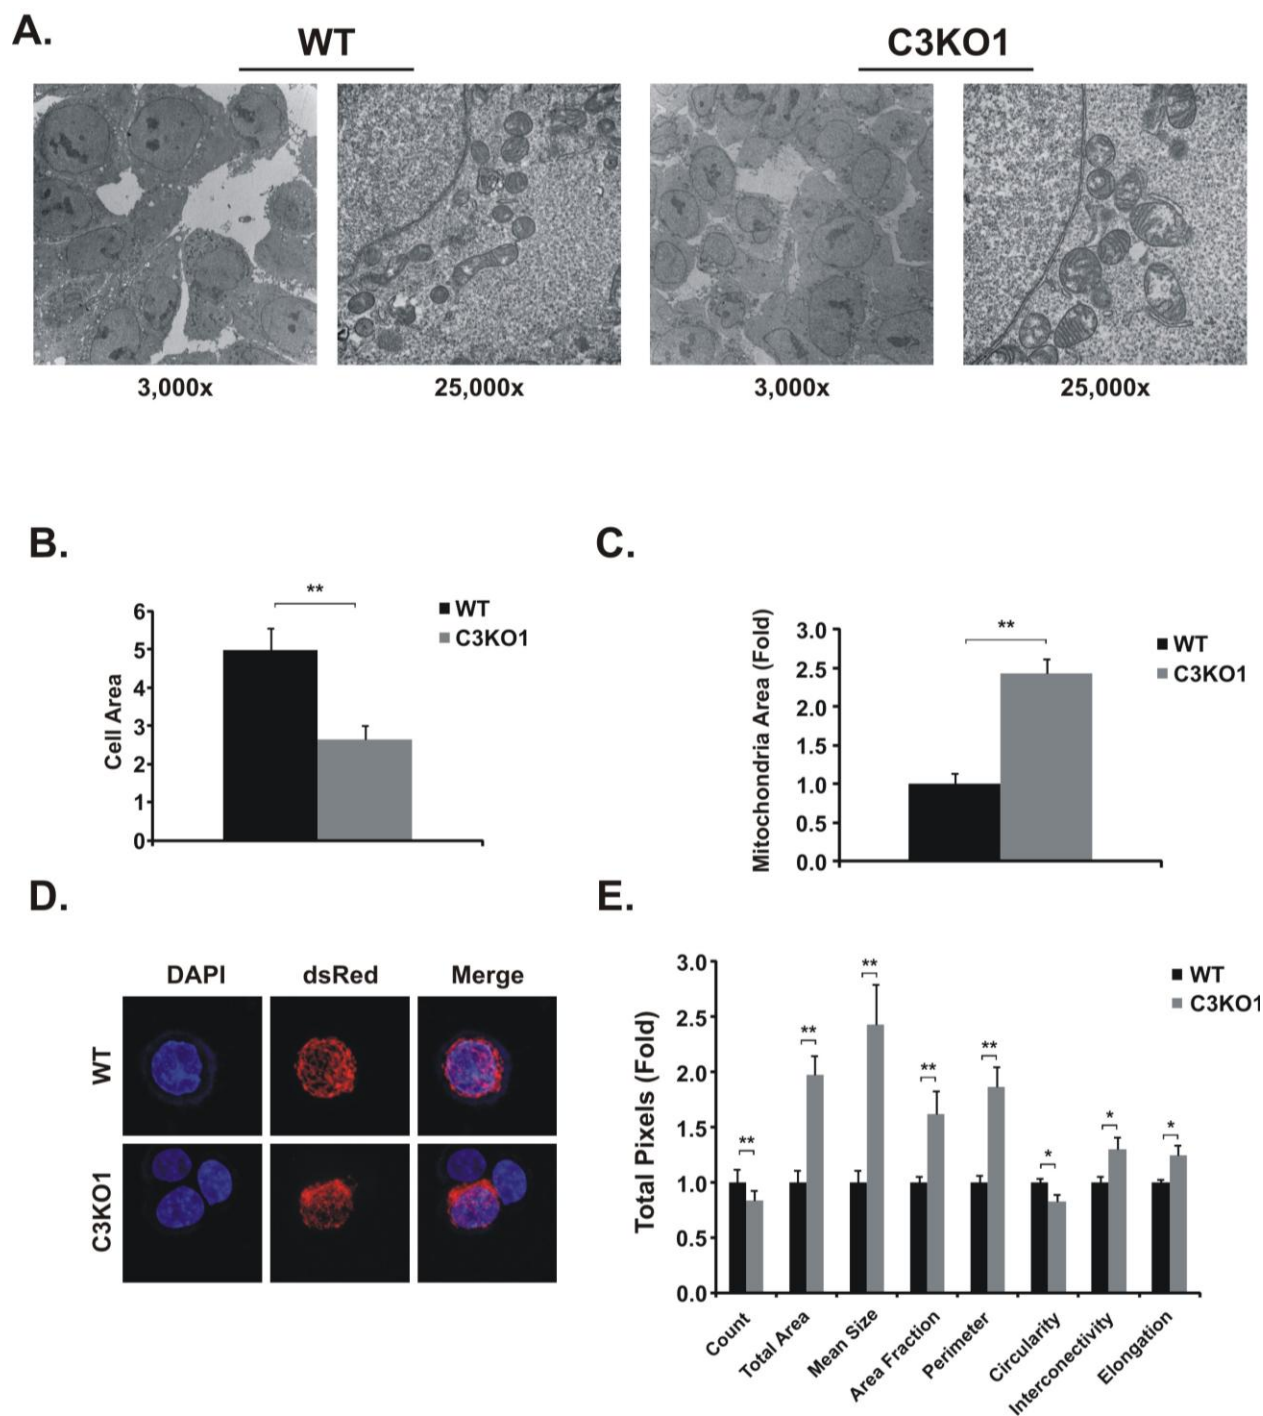 A.
WT
C3KO1
3,000x
25,000x
3,000x
25,000x
B.
Cell Area
6
5
4
3
2
1
0
**
WT
C3KO1
C.
Mitochondria Area (Fold)
3.0
2.5
2.0
1.5
1.0
0.5
0.0
**
WT
C3KO1
D.
DAPI
dsRed
Merge
WT
C3KO1
E.
Total Pixels (Fold)
3.0
2.5
2.0
1.5
1.0
0.5
0.0
**
**
**
**
**
*
*
*
WT
C3KO1
Count
Total Area
Mean Size
Area Fraction
Perimeter
Circularity
Interconectivity
Elongation